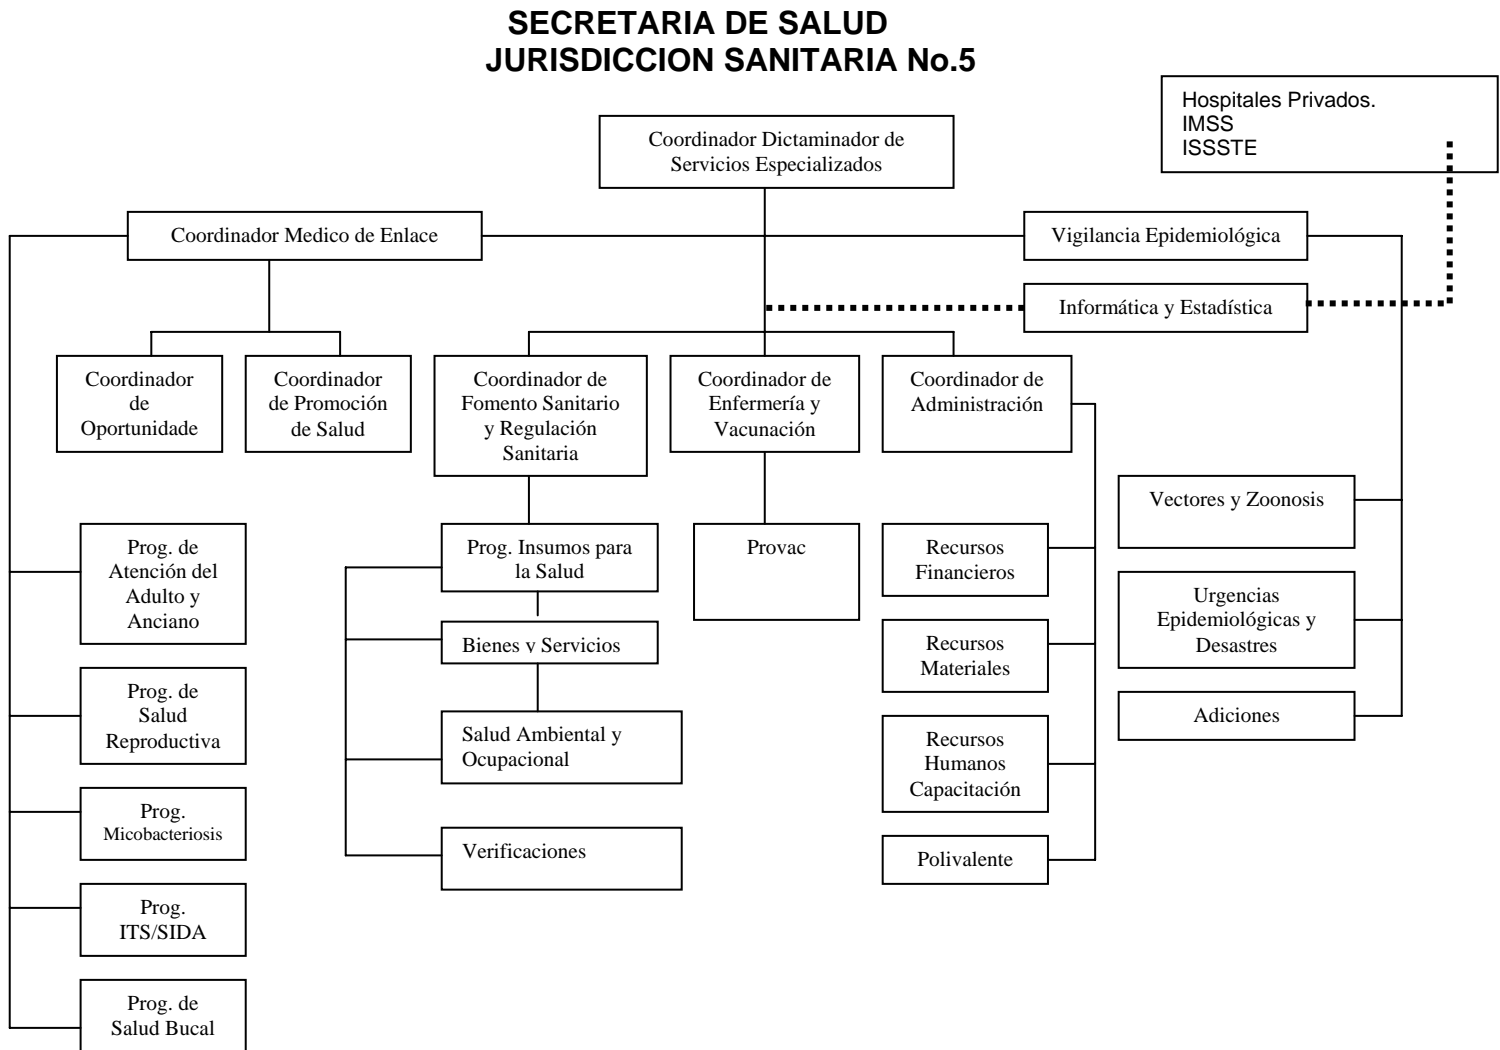 SECRETARIA DE SALUD
JURISDICCION SANITARIA No.5
Hospitales Privados.
IMSS
ISSSTE
Coordinador Dictaminador de
Servicios Especializados
Coordinador Medico de Enlace
Vigilancia Epidemiológica
Informática y Estadística
Coordinador
de
Oportunidade
Coordinador
de Promoción
de Salud
Coordinador de
Fomento Sanitario
y Regulación
Sanitaria
Coordinador de
Enfermería y
Vacunación
Coordinador de
Administración
Vectores y Zoonosis
Prog. de
Atención del
Adulto y
Anciano
Prog. Insumos para
la Salud
Provac
Recursos
Financieros
Urgencias
Epidemiológicas y
Desastres
Bienes y Servicios
Recursos
Materiales
Prog. de
Salud
Reproductiva
Salud Ambiental y
Ocupacional
Recursos
Humanos
Capacitación
Adiciones
Prog.
Micobacteriosis
Verificaciones
Polivalente
Prog.
ITS/SIDA
Prog. de
Salud Bucal